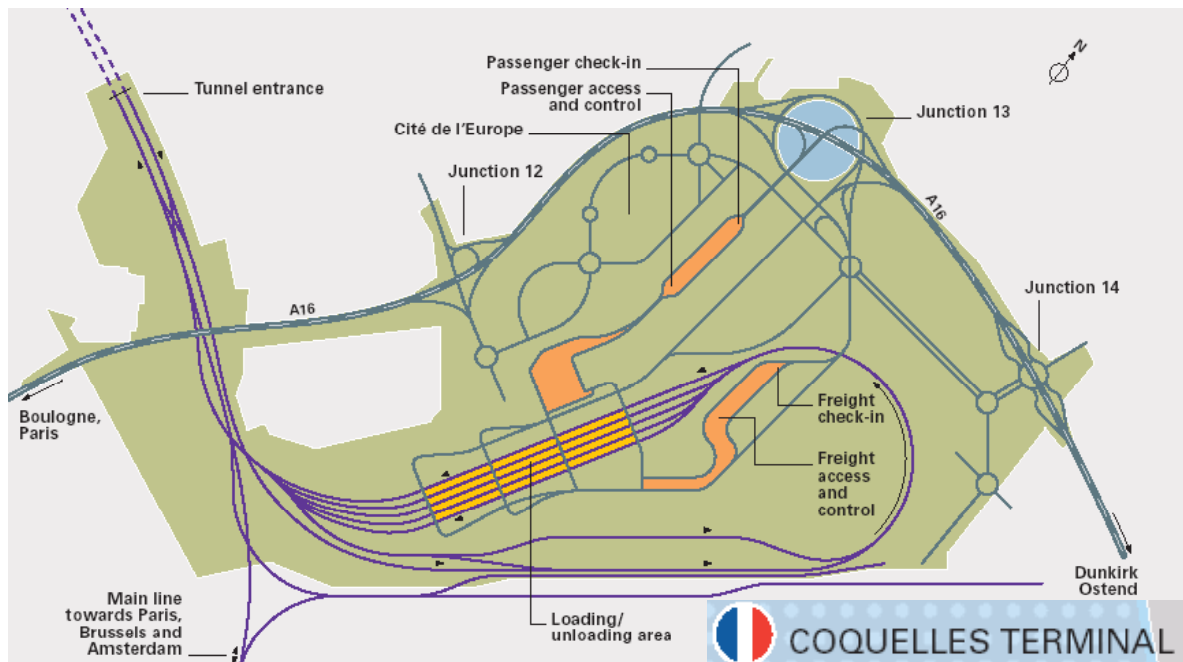 Passenger check-in
Passenger access
and control
N
Tunnel entrance
Junction 13
Cité de l'Europe
Junction 12
A16
Junction 14
A16
Boulogne,
Paris
Freight
check-in
Freight
access
and
control
Dunkirk
Ostend
Main line
towards Paris,
Brussels and
Amsterdam
Loading/
unloading area
COQUELLES TERMINAL